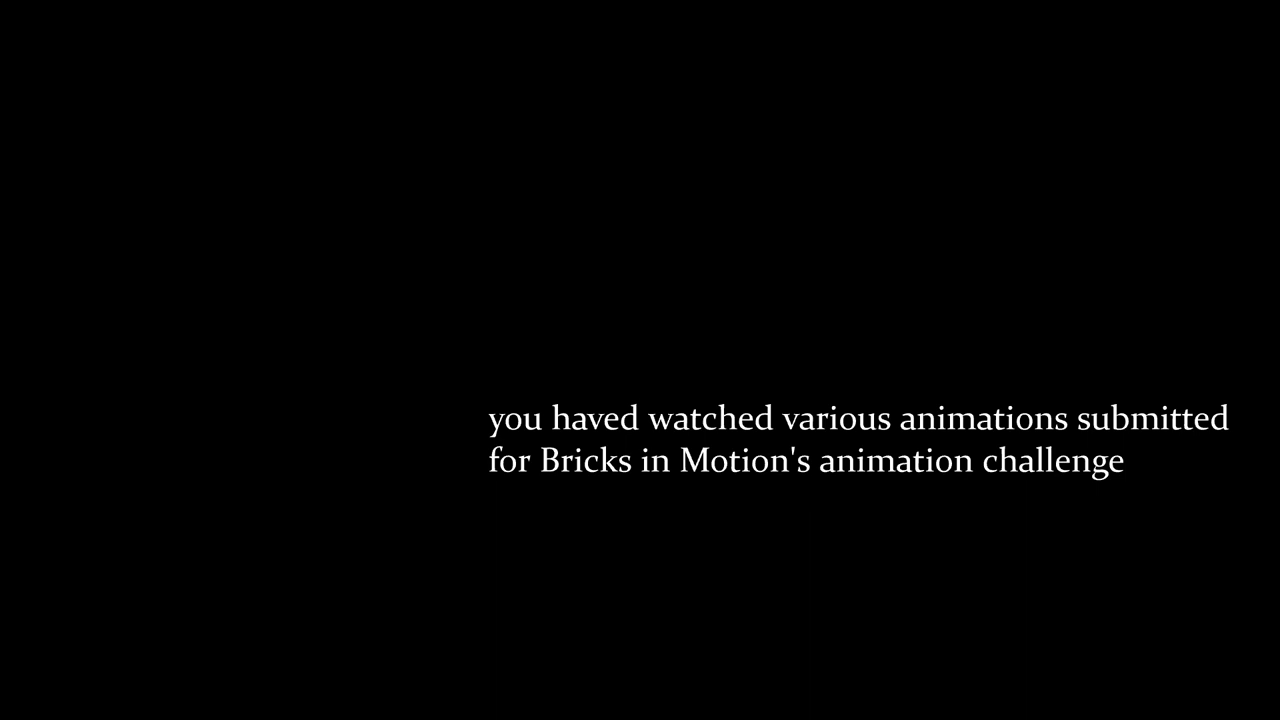 you haved watched various animations submitted
for Bricks in Motion's animation challenge